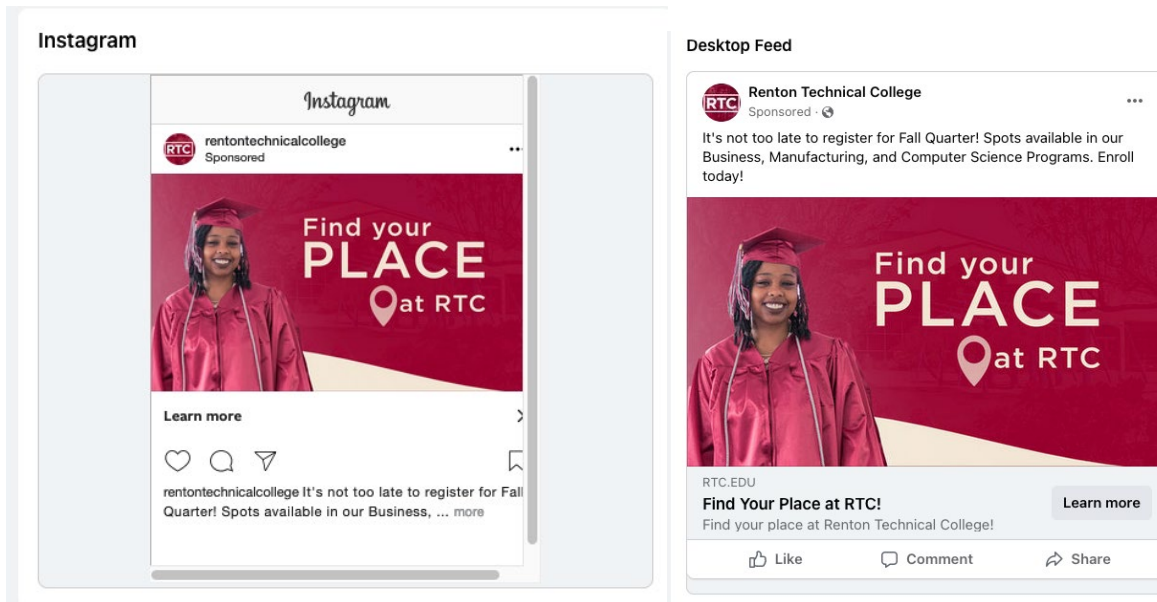 Instagram
Instagram
RTC
rentontechnicalcollege
Sponsored
Find your
PLACE
at RTC
Learn more
rentontechnicalcollege It's not too late to register for Fall
Quarter! Spots available in our Business, ... more
Desktop Feed
RTC
Renton Technical College
Sponsored ·
It's not too late to register for Fall Quarter! Spots available in our
Business, Manufacturing, and Computer Science Programs. Enroll
today!
Find your
PLACE
at RTC
RTC.EDU
Find Your Place at RTC!
Find your place at Renton Technical College!
Learn more
Like
Comment
Share